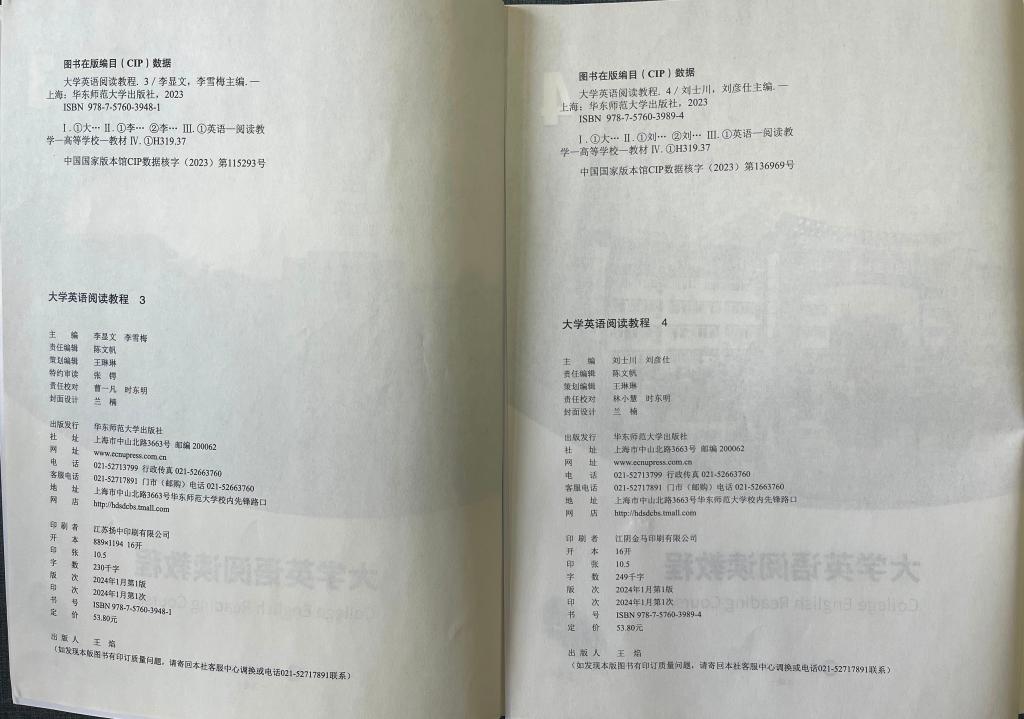 图书在版编目（CIP）数据
大学英语阅读教程. 3 / 李显文，李雪梅主编. —
上海：华东师范大学出版社，2023
ISBN 978-7-5760-3948-1
Ⅰ. ①大… Ⅱ. ①李… ②李… Ⅲ. ①英语—阅读教
学—高等学校—教材 Ⅳ. ①H319.37
中国国家版本馆CIP数据核字（2023）第115293号
大学英语阅读教程 3
主 编 李显文 李雪梅
责任编辑 陈文帆
策划编辑 王琳琳
特约审读 张 锷
责任校对 曹一凡 时东明
封面设计 兰 楠
出版发行 华东师范大学出版社
社 址 上海市中山北路3663号 邮编 200062
网 址 www.ecnupress.com.cn
电 话 021-52713799 行政传真 021-52663760
客服电话 021-52717891 门市（邮购）电话 021-52663760
地 址 上海市中山北路3663号华东师范大学校内先锋路口
网 店 http://hdsdcbs.tmall.com
印 刷 者 江苏扬中印刷有限公司
开 本 889×1194 16开
印 张 10.5
字 数 230千字
版 次 2024年1月第1版
印 次 2024年1月第1次
书 号 ISBN 978-7-5760-3948-1
定 价 53.80元
出 版 人 王 焰
（如发现本版图书有印订质量问题，请寄回本社客服中心调换或电话021-52717891联系）
图书在版编目（CIP）数据
大学英语阅读教程. 4 / 刘士川，刘彦仕主编. —
上海：华东师范大学出版社，2023
ISBN 978-7-5760-3989-4
Ⅰ. ①大… Ⅱ. ①刘… ②刘… Ⅲ. ①英语—阅读教
学—高等学校—教材 Ⅳ. ①H319.37
中国国家版本馆CIP数据核字（2023）第136969号
大学英语阅读教程 4
主 编 刘士川 刘彦仕
责任编辑 陈文帆
策划编辑 王琳琳
责任校对 林小慧 时东明
封面设计 兰 楠
出版发行 华东师范大学出版社
社 址 上海市中山北路3663号 邮编 200062
网 址 www.ecnupress.com.cn
电 话 021-52713799 行政传真 021-52663760
客服电话 021-52717891 门市（邮购）电话 021-52663760
地 址 上海市中山北路3663号华东师范大学校内先锋路口
网 店 http://hdsdcbs.tmall.com
印 刷 者 江阴金马印刷有限公司
开 本 16开
印 张 10.5
字 数 249千字
版 次 2024年1月第1版
印 次 2024年1月第1次
书 号 ISBN 978-7-5760-3989-4
定 价 53.80元
出 版 人 王 焰
（如发现本版图书有印订质量问题，请寄回本社客服中心调换或电话021-52717891联系）